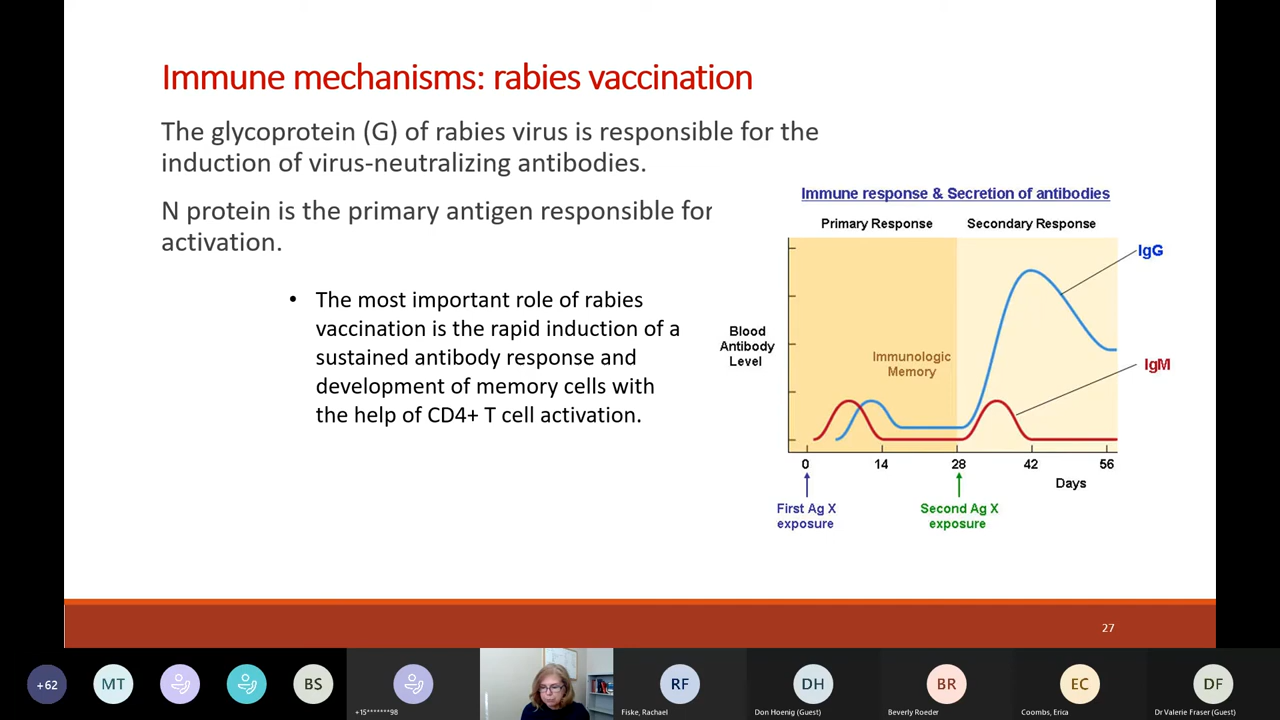 Immune mechanisms: rabies vaccination
The glycoprotein (G) of rabies virus is responsible for the
induction of virus-neutralizing antibodies.
N protein is the primary antigen responsible for
activation.
• The most important role of rabies
vaccination is the rapid induction of a
sustained antibody response and
development of memory cells with
the help of CD4+ T cell activation.
Immune response & Secretion of antibodies
Primary Response
Secondary Response
IgG
Blood
Antibody
Level
Immunologic
Memory
IgM
0
14
28
42
56
Days
First Ag X
exposure
Second Ag X
exposure
27
+62
MT
BS
+15*******98
RF
Fiske, Rachael
DH
Don Hoenig (Guest)
BR
Beverly Roeder
EC
Coombs, Erica
DF
Dr Valerie Fraser (Guest)